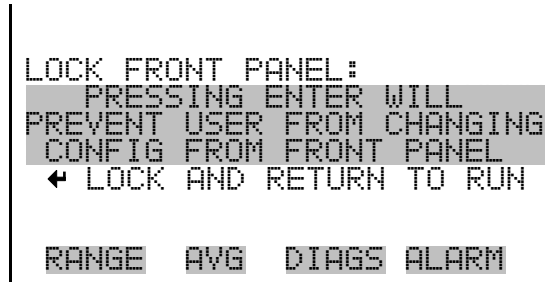 LOCK FRONT PANEL:
PRESSING ENTER WILL
PREVENT USER FROM CHANGING
CONFIG FROM FRONT PANEL
↵ LOCK AND RETURN TO RUN
RANGE AVG DIAGS ALARM